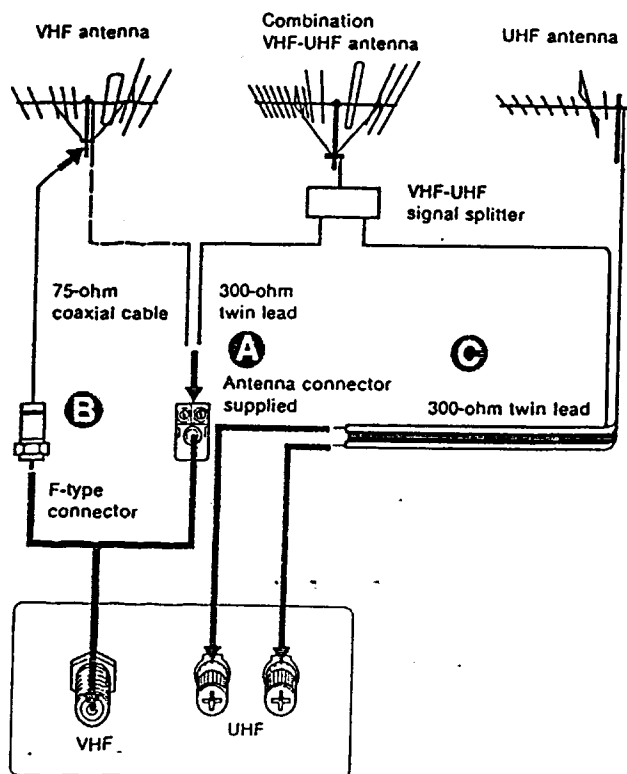 VHF antenna
Combination
VHF-UHF antenna
UHF antenna
VHF-UHF
signal splitter
75-ohm
coaxial cable
300-ohm
twin lead
A
C
B
Antenna connector
supplied
300-ohm twin lead
F-type
connector
VHF
UHF